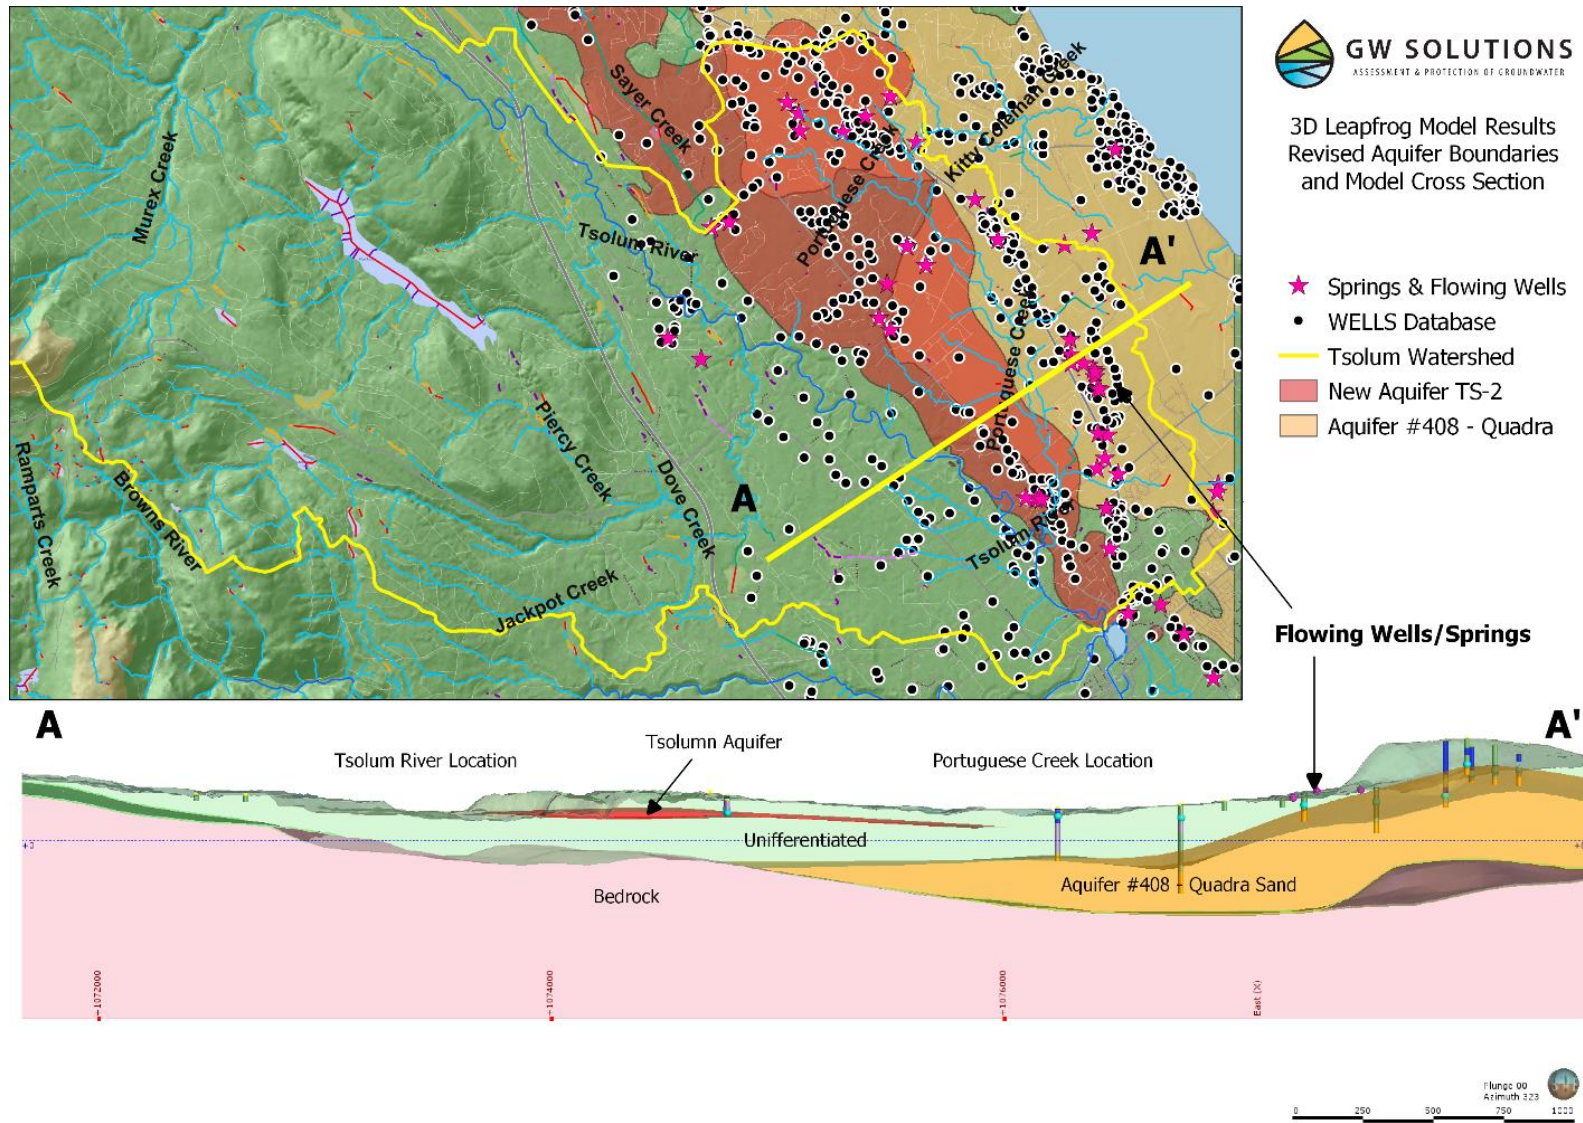 GW SOLUTIONS
ASSESSMENT & PROTECTION OF GROUNDWATER
3D Leapfrog Model Results
Revised Aquifer Boundaries
and Model Cross Section
Springs & Flowing Wells
WELLS Database
Tsolum Watershed
New Aquifer TS-2
Aquifer #408 - Quadra
Sayer Creek
Kitty Coleman Creek
Murex Creek
Portuguese Creek
Tsolum River
A'
Portuguese Creek
Piercy Creek
Dove Creek
A
Ramparts Creek
Browns River
Tsolum River
Jackpot Creek
Flowing Wells/Springs
A
A'
Tsolumn Aquifer
Tsolum River Location
Portuguese Creek Location
Unifferentiated
Aquifer #408 - Quadra Sand
Bedrock
+1072000
+1074000
+1076000
East (X)
Plunge 00
Azimuth 323
0 250 500 750 1000